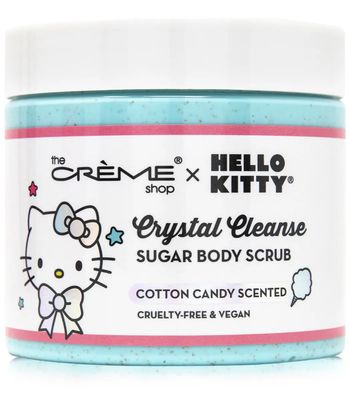 the
CRÈME®
shop
×
HELLO
KITTY®
Crystal Cleanse
SUGAR BODY SCRUB
COTTON CANDY SCENTED
CRUELTY-FREE & VEGAN